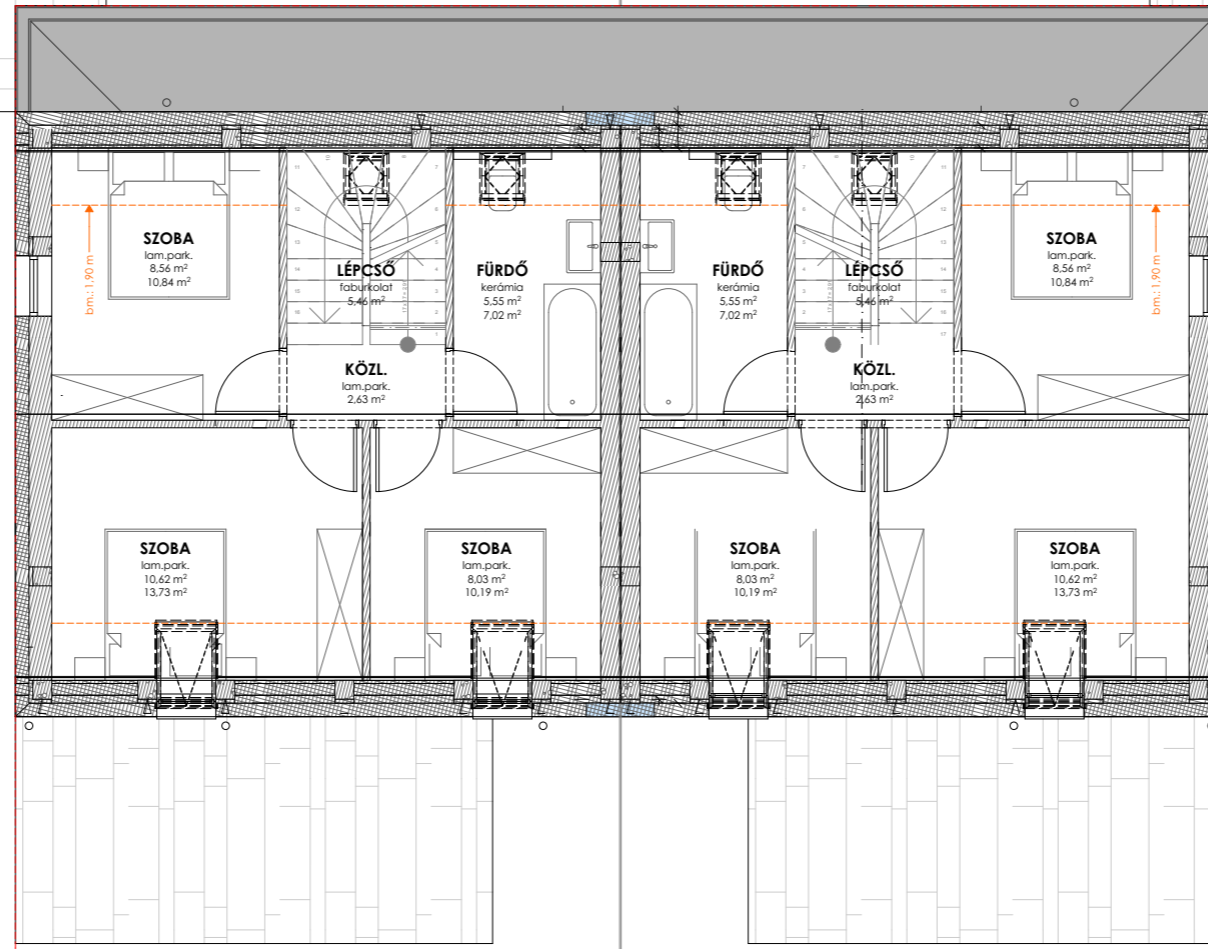 SZOBA
lam.park.
8,56 m²
10,84 m²
bm.: 1,90 m
LÉPCSŐ
faburkolat
5,46 m²
FÜRDŐ
kerámia
5,55 m²
7,02 m²
KÖZL.
lam.park.
2,63 m²
FÜRDŐ
kerámia
5,55 m²
7,02 m²
LÉPCSŐ
faburkolat
5,46 m²
KÖZL.
lam.park.
2,63 m²
SZOBA
lam.park.
8,56 m²
10,84 m²
bm.: 1,90 m
SZOBA
lam.park.
10,62 m²
13,73 m²
SZOBA
lam.park.
8,03 m²
10,19 m²
SZOBA
lam.park.
8,03 m²
10,19 m²
SZOBA
lam.park.
10,62 m²
13,73 m²